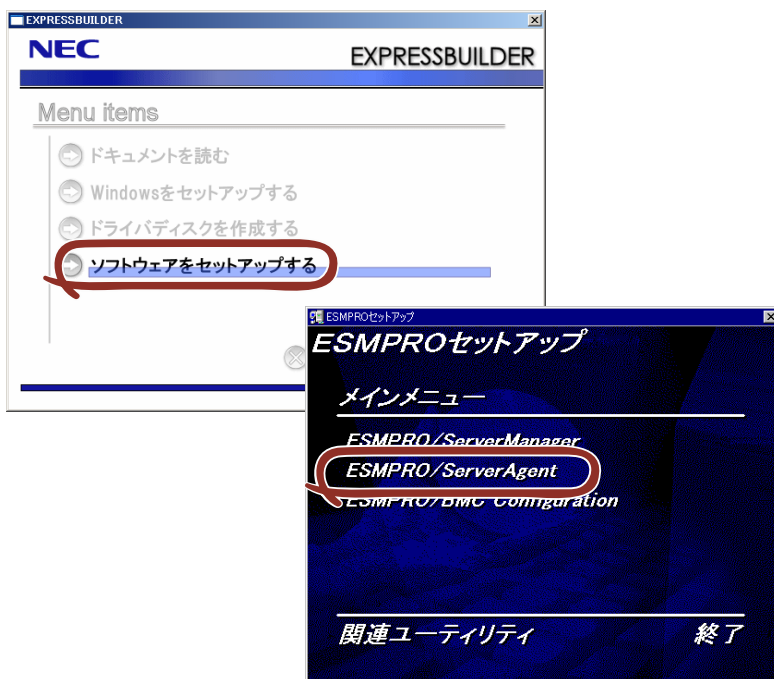 EXPRESSBUILDER
NEC
EXPRESSBUILDER
Menu items
ドキュメントを読む
Windowsをセットアップする
ドライバディスクを作成する
ソフトウェアをセットアップする
ESMPROセットアップ
ESMPROセットアップ
メインメニュー
ESMPRO/ServerManager
ESMPRO/ServerAgent
ESMPRO/BMC Configuration
関連ユーティリティ
終了